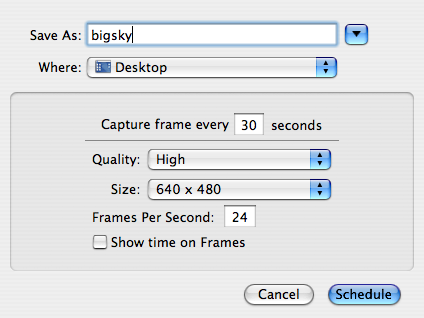 Save As: bigsky
Where: Desktop
Capture frame every 30 seconds
Quality: High
Size: 640 x 480
Frames Per Second: 24
Show time on Frames
Cancel Schedule